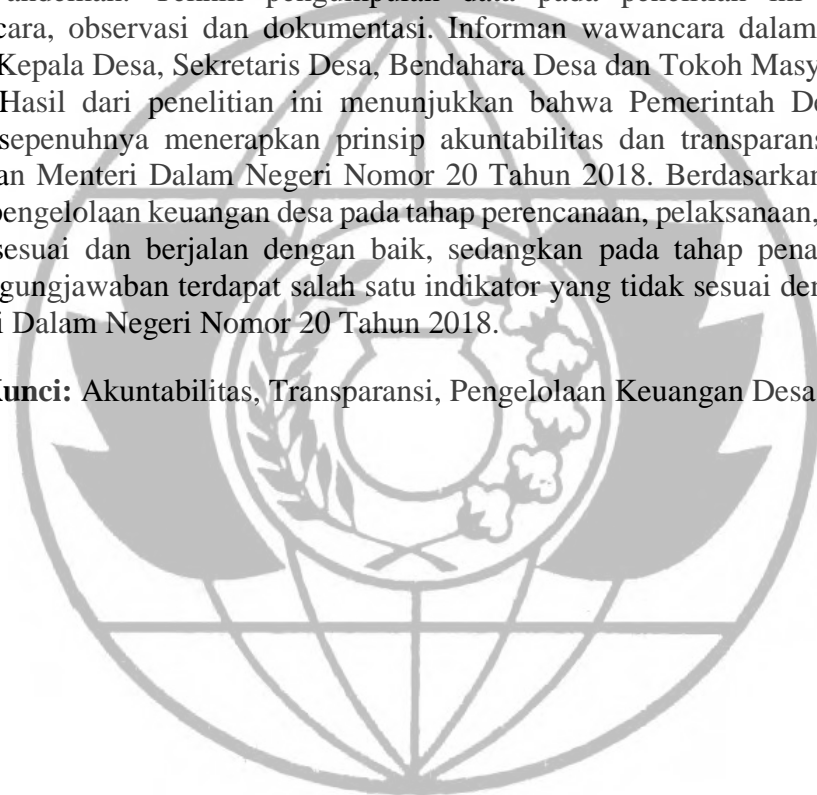 pengumpulan data pada penelitian ini
cara, observasi dan dokumentasi. Informan wawancara dalam
Kepala Desa, Sekretaris Desa, Bendahara Desa dan Tokoh Masy
Hasil dari penelitian ini menunjukkan bahwa Pemerintah De
sepenuhnya menerapkan prinsip akuntabilitas dan transparans
an Menteri Dalam Negeri Nomor 20 Tahun 2018. Berdasarkan
pengelolaan keuangan desa pada tahap perencanaan, pelaksanaan,
sesuai dan berjalan dengan baik, sedangkan pada tahap pena
gungjawaban terdapat salah satu indikator yang tidak sesuai den
i Dalam Negeri Nomor 20 Tahun 2018.
Kunci: Akuntabilitas, Transparansi, Pengelolaan Keuangan Desa